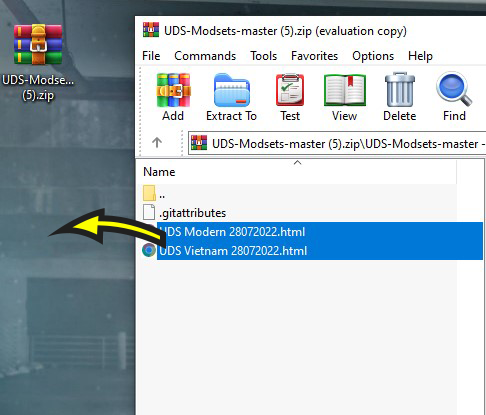 UDS-Modse...
(5).zip
UDS-Modsets-master (5).zip (evaluation copy)
File Commands Tools Favorites Options Help
Add Extract To Test View Delete Find
UDS-Modsets-master (5).zip\UDS-Modsets-master -
Name
..
.gitattributes
UDS Modern 28072022.html
UDS Vietnam 28072022.html